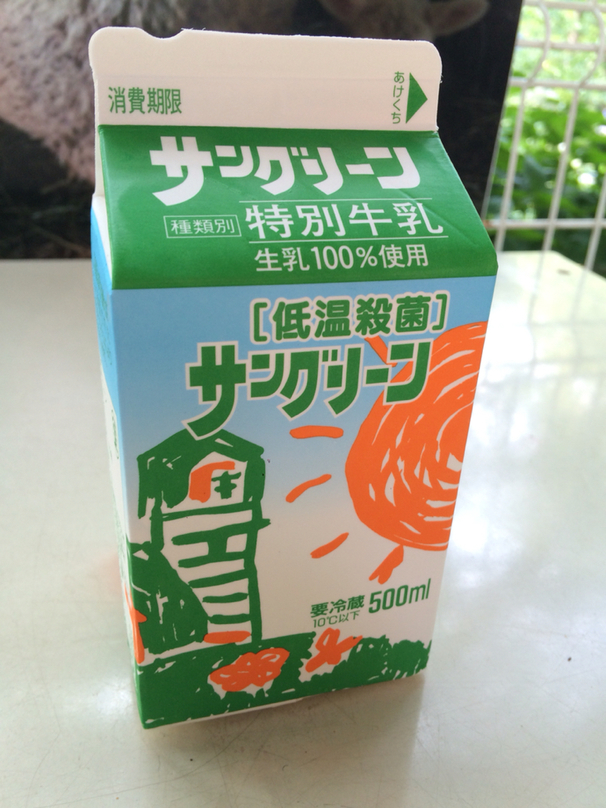 消費期限
あけくち
サングリーン
種類別 特別牛乳
生乳100%使用
[低温殺菌]
サングリーン
要冷蔵
10℃以下
500ml